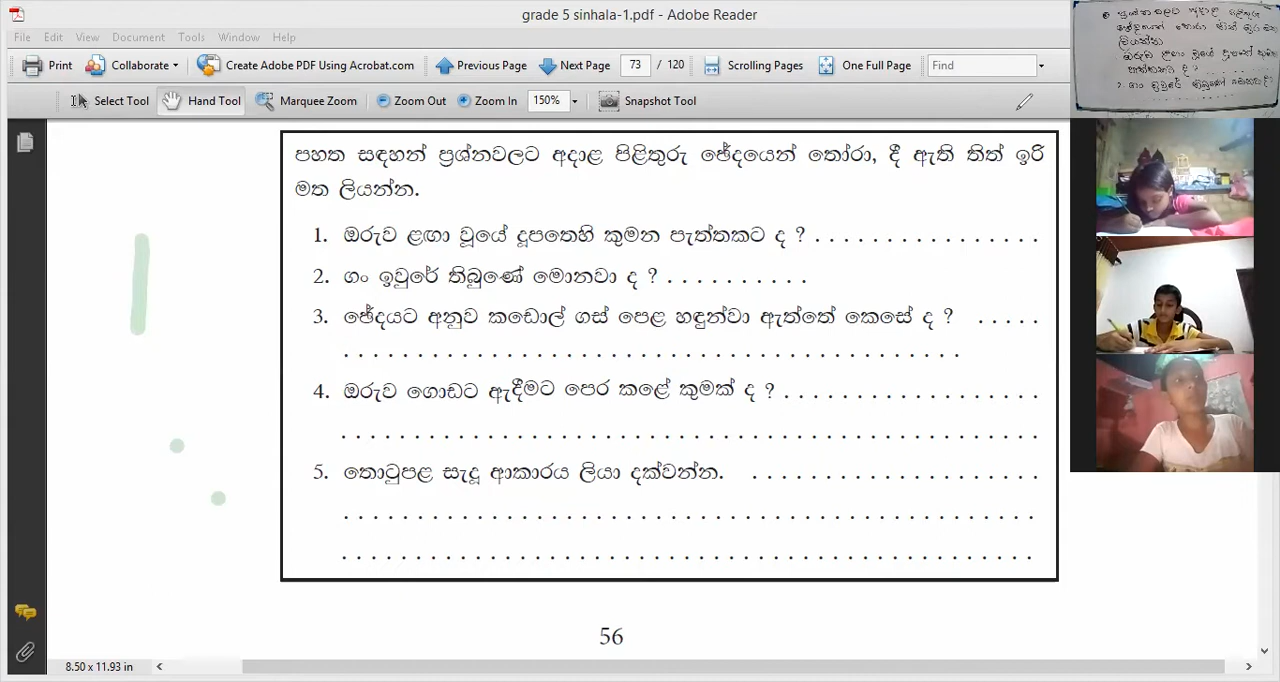 grade 5 sinhala-1.pdf - Adobe Reader
File Edit View Document Tools Window Help
Print Collaborate Create Adobe PDF Using Acrobat.com Previous Page Next Page 73 / 120 Scrolling Pages One Full Page Find
Select Tool Hand Tool Marquee Zoom Zoom Out Zoom In 150% Snapshot Tool
පහත සඳහන් ප්‍රශ්නවලට අදාළ පිළිතුරු ඡේදයෙන් තෝරා, දී ඇති තිත් ඉරි
මත ලියන්න.
1. ඔරුව ළඟා වූයේ දූපතෙහි කුමන පැත්තකට ද ? . . . . . . . . . . . . . . . .
2. ගං ඉවුරේ තිබුණේ මොනවා ද ? . . . . . . . . . .
3. ඡේදයට අනුව කඩොල් ගස් පෙළ හඳුන්වා ඇත්තේ කෙසේ ද ? . . . . .
4. ඔරුව ගොඩට ඇදීමට පෙර කළේ කුමක් ද ? . . . . . . . . . . . . . . . . . .
5. තොටුපළ සැදූ ආකාරය ලියා දක්වන්න. . . . . . . . . . . . . . . . . . . . .
56
8.50 x 11.93 in